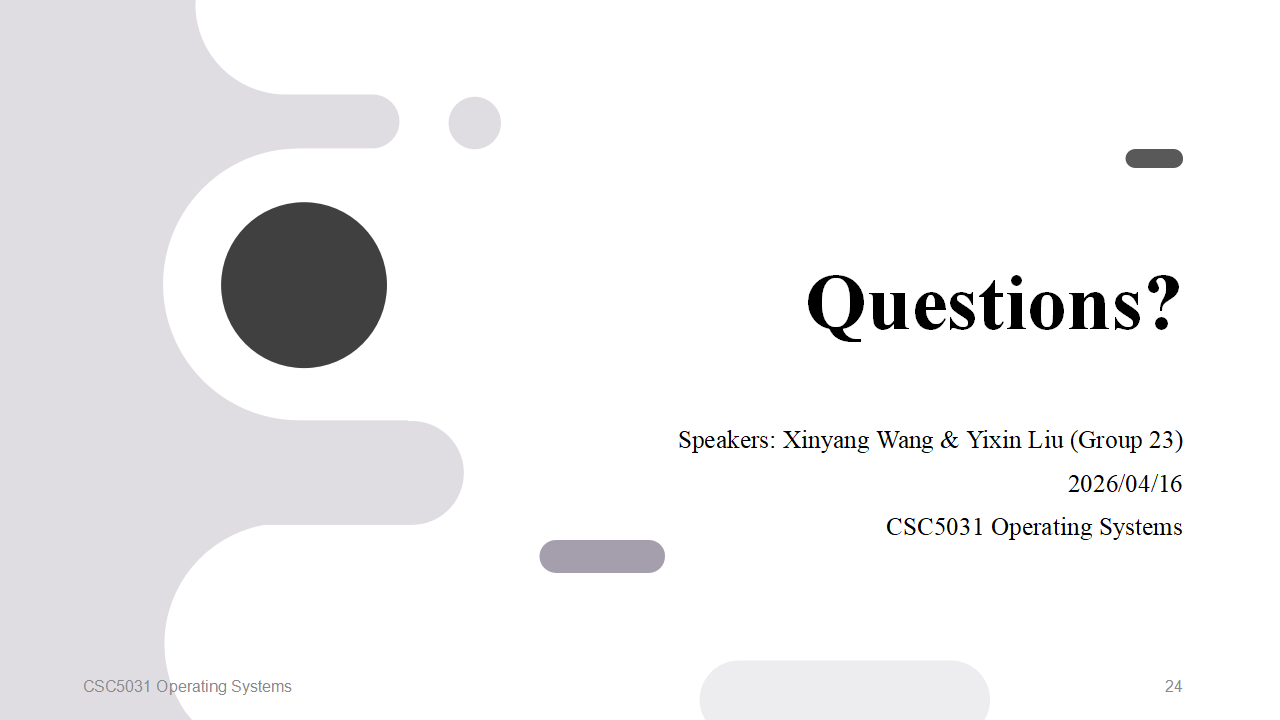 Questions?
Speakers: Xinyang Wang & Yixin Liu (Group 23)
2026/04/16
CSC5031 Operating Systems
CSC5031 Operating Systems
24